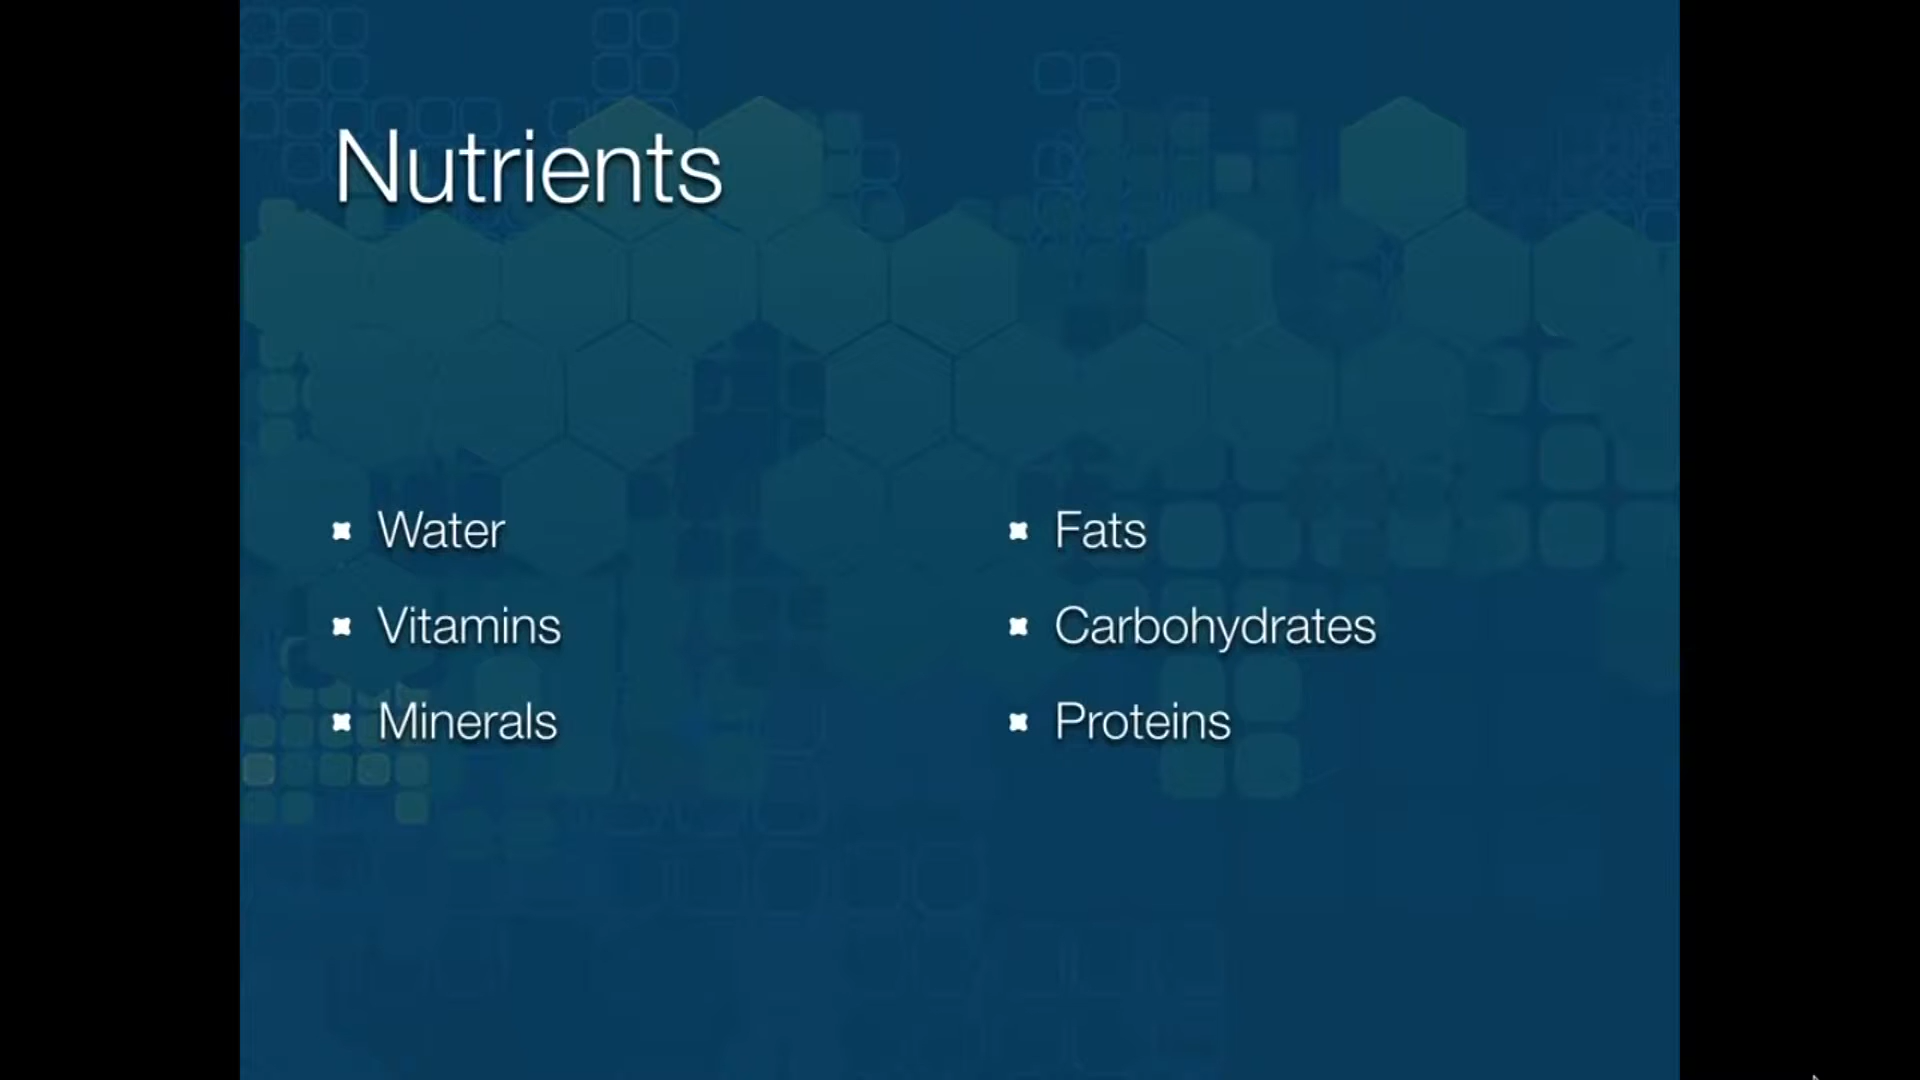 Nutrients
Water
Vitamins
Minerals
Fats
Carbohydrates
Proteins